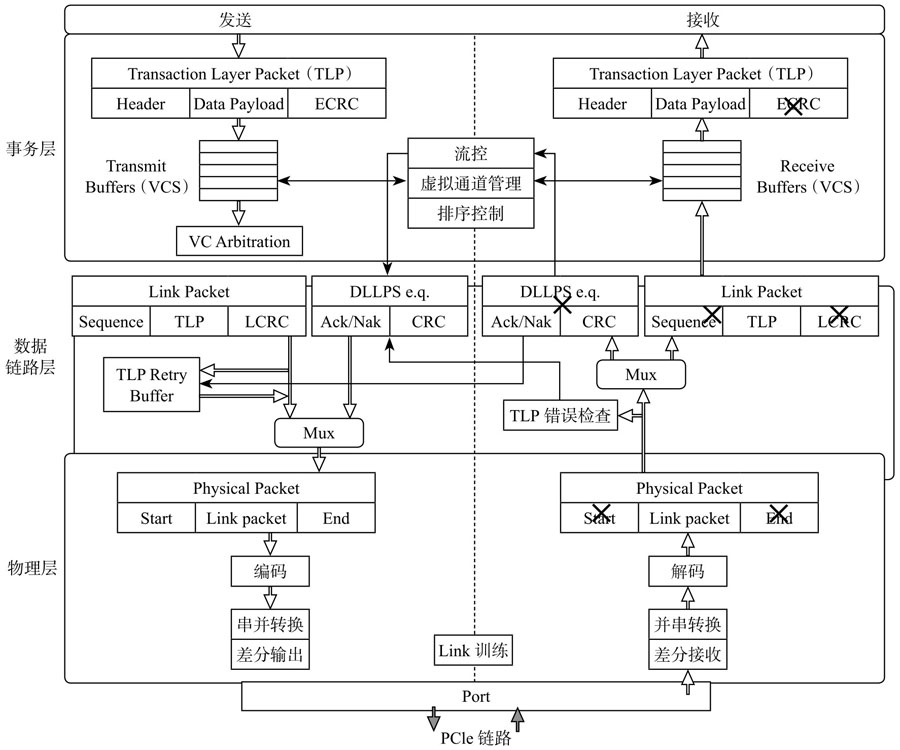 发送
接收
Transaction Layer Packet（TLP）
Header
Data Payload
ECRC
Transaction Layer Packet（TLP）
Header
Data Payload
ECRC
事务层
Transmit
Buffers（VCS）
流控
虚拟通道管理
排序控制
Receive
Buffers（VCS）
VC Arbitration
Link Packet
Sequence
TLP
LCRC
DLLPS e.q.
Ack/Nak
CRC
DLLPS e.q.
Ack/Nak
CRC
Link Packet
Sequence
TLP
LCRC
数据
链路层
TLP Retry
Buffer
Mux
TLP 错误检查
Mux
Physical Packet
Start
Link packet
End
Physical Packet
Start
Link packet
End
物理层
编码
串并转换
差分输出
解码
并串转换
差分接收
Link 训练
Port
PCle 链路